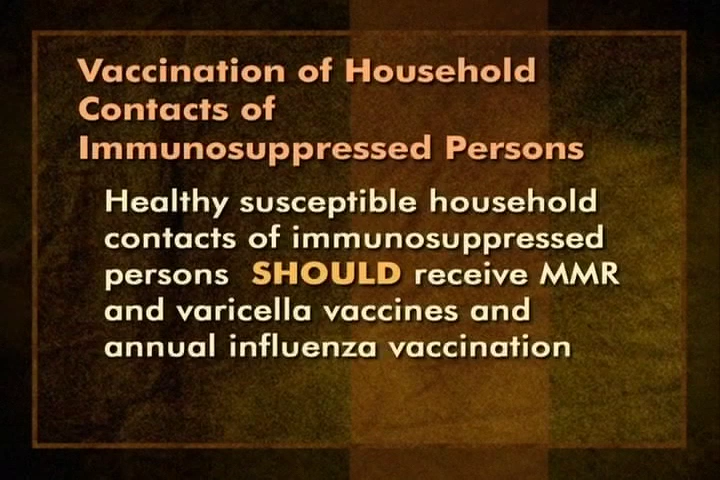 Vaccination of Household
Contacts of
Immunosuppressed Persons
Healthy susceptible household
contacts of immunosuppressed
persons SHOULD receive MMR
and varicella vaccines and
annual influenza vaccination